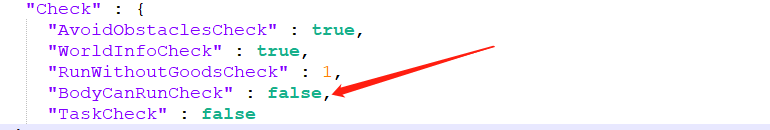 "Check" : {
"AvoidObstaclesCheck" : true,
"WorldInfoCheck" : true,
"RunWithoutGoodsCheck" : 1,
"BodyCanRunCheck" : false,
"TaskCheck" : false